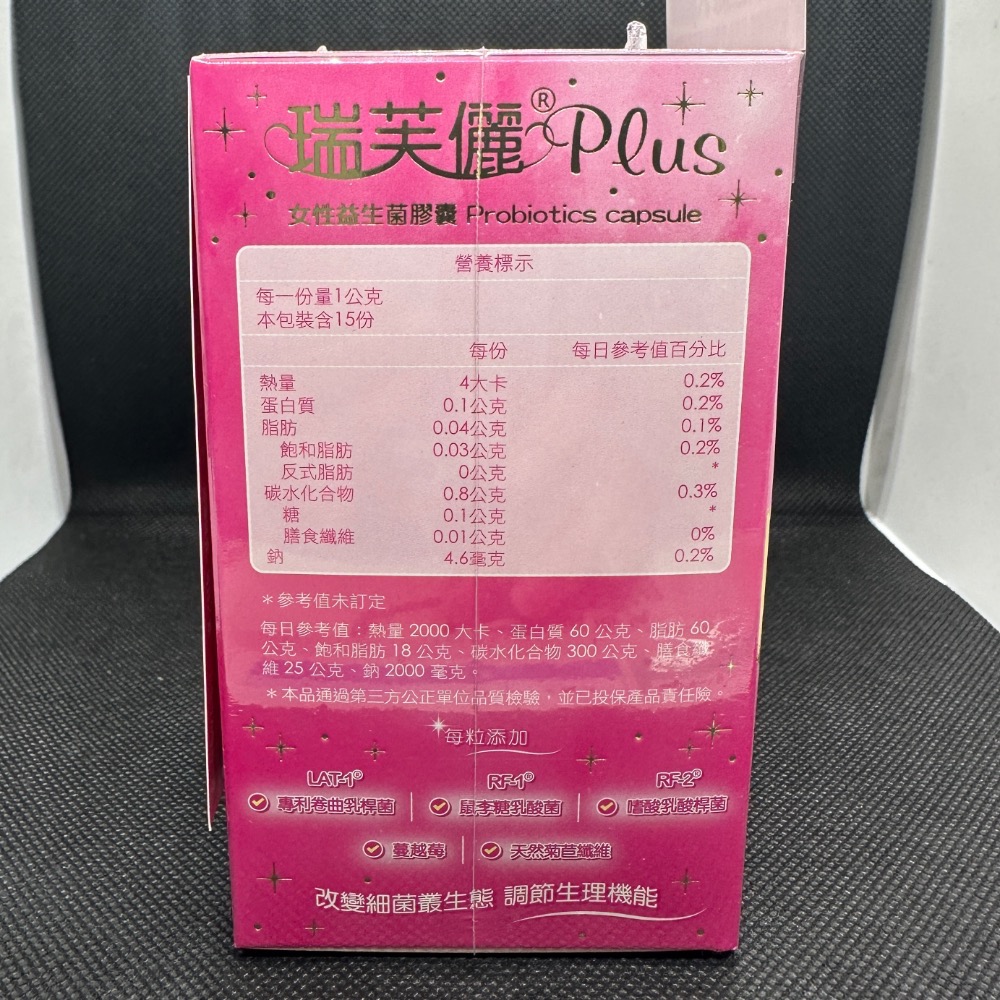 瑞芙儷®Plus
女性益生菌膠囊 Probiotics capsule
營養標示
每一份量1公克
本包裝含15份
每份 每日參考值百分比
熱量 4大卡 0.2%
蛋白質 0.1公克 0.2%
脂肪 0.04公克 0.1%
飽和脂肪 0.03公克 0.2%
反式脂肪 0公克 *
碳水化合物 0.8公克 0.3%
糖 0.1公克 *
膳食纖維 0.01公克 0%
鈉 4.6毫克 0.2%
*參考值未訂定
每日參考值：熱量 2000 大卡、蛋白質 60 公克、脂肪 60
公克、飽和脂肪 18 公克、碳水化合物 300 公克、膳食纖
維 25 公克、鈉 2000 毫克。
*本品通過第三方公正單位品質檢驗，並已投保產品責任險。
每粒添加
LAT-1® RF-1® RF-2®
專利卷曲乳桿菌 | 鼠李糖乳酸菌 | 嗜酸乳酸桿菌
蔓越莓 | 天然菊苣纖維
改變細菌叢生態 調節生理機能